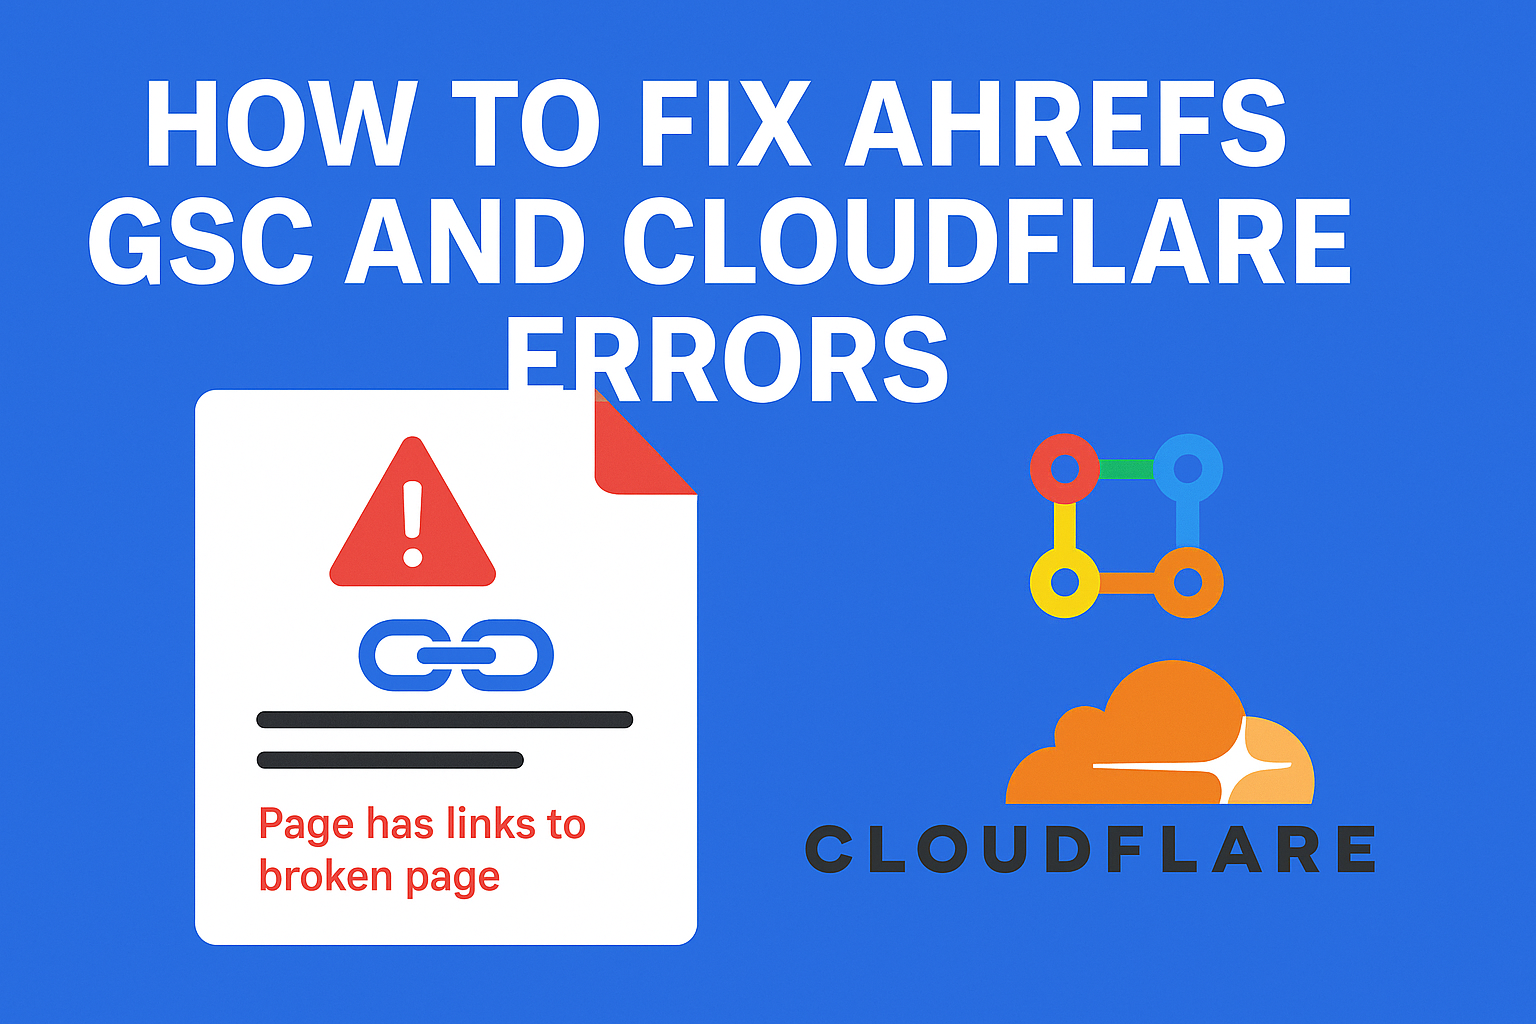 HOW TO FIX AHREFS
GSC AND CLOUDFLARE
ERRORS
Page has links to
broken page
CLOUDFLARE